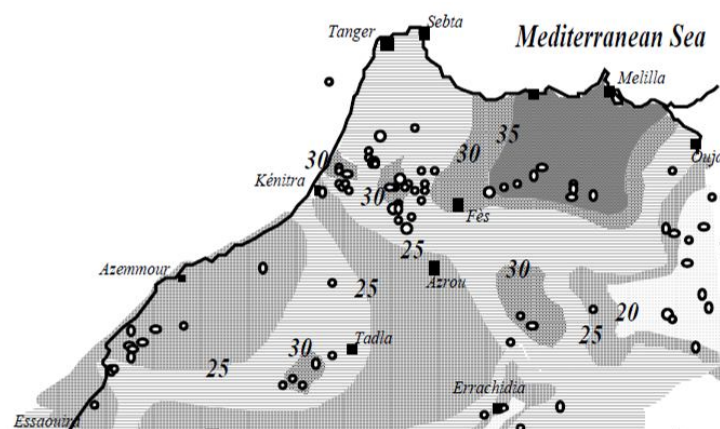 Sebta
Tanger
Mediterranean Sea
Melilla
35
30
30
Oujd
Kénitra
30
Fès
25
30
Azemmour
Azrou
25
20
25
30
Tadla
25
Errachidia
Essaouira